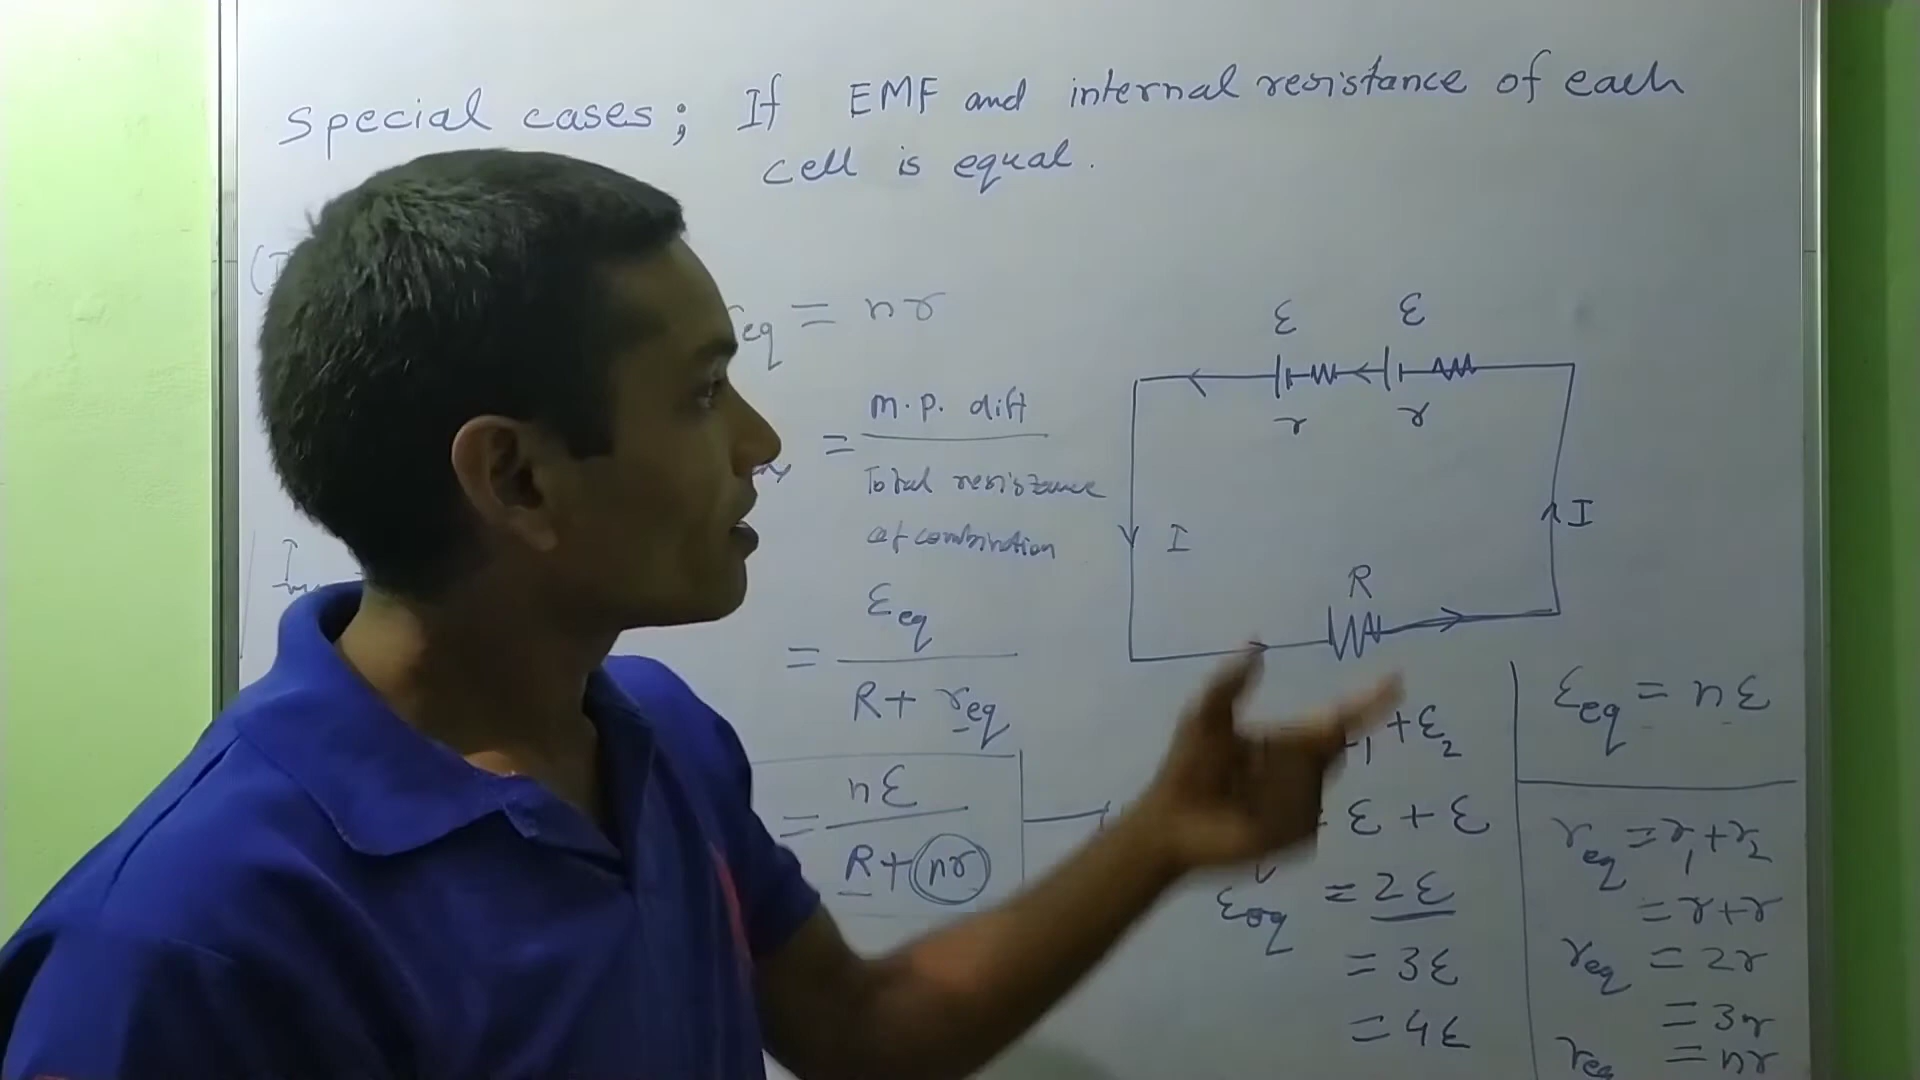 Special cases; If EMF and internal resistance of each
cell is equal.
eq = nr
= m.p. diff
Total resistance
of combination
= εeq
R + req
= nε
R + nr
ε ε
r r
I I
R
+ ε2
= ε + ε
εeq = 2ε
= 3ε
= 4ε
εeq = nε
req = r1 + r2
= r + r
req = 2r
= 3r
req = nr